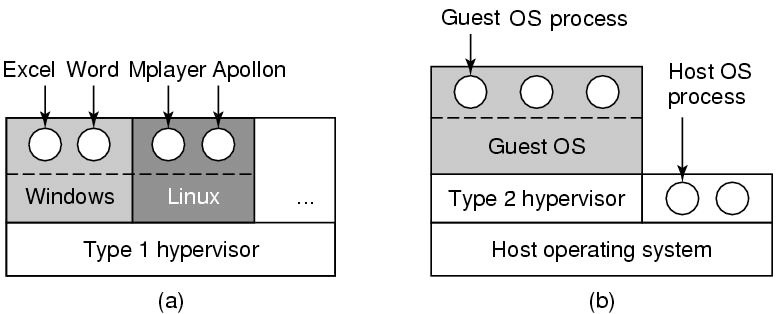 Excel Word Mplayer Apollon
Windows Linux ...
Type 1 hypervisor
(a)
Guest OS process
Host OS
process
Guest OS
Type 2 hypervisor
Host operating system
(b)